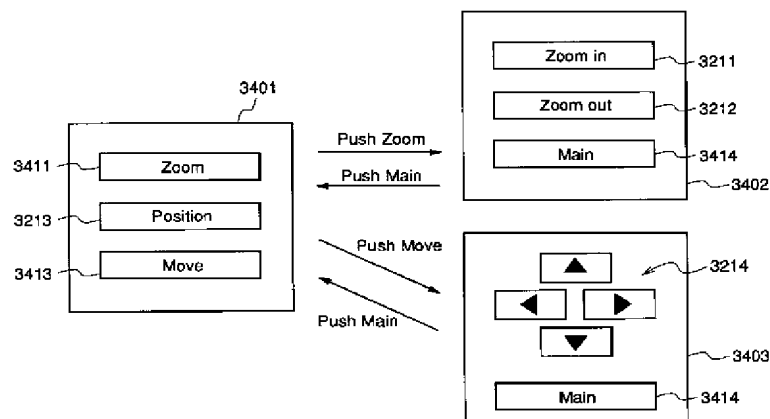 3401
3411
Zoom
3213
Position
3413
Move
Push Zoom
Push Main
Push Move
Push Main
Zoom in
3211
Zoom out
3212
Main
3414
3402
3214
3403
Main
3414